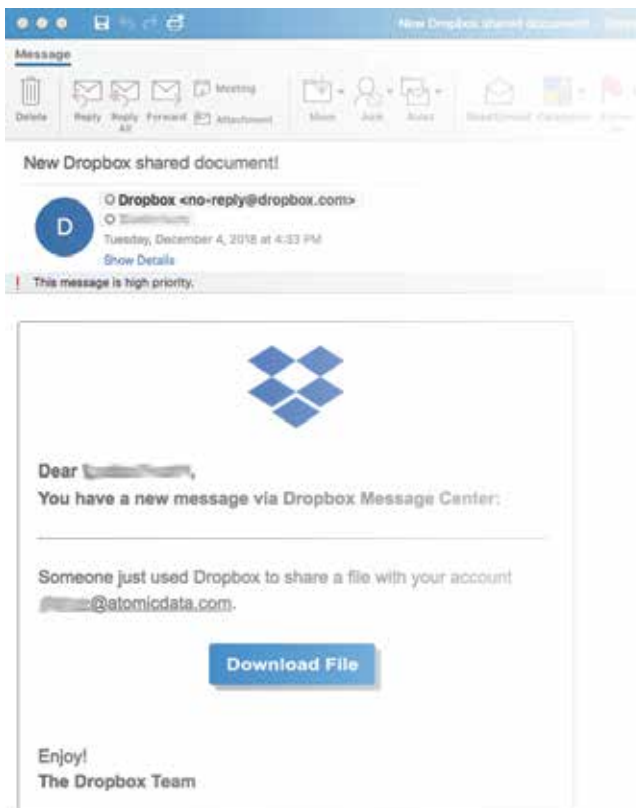 New Dropbox shared document!
Message
Delete
Reply
Reply All
Forward
Meeting
Attachment
Move
Junk
Rules
Read/Unread
New Dropbox shared document!
D
Dropbox <no-reply@dropbox.com>
Tuesday, December 4, 2018 at 4:33 PM
Show Details
! This message is high priority.
Dear ,
You have a new message via Dropbox Message Center:
Someone just used Dropbox to share a file with your account
@atomicdata.com.
Download File
Enjoy!
The Dropbox Team